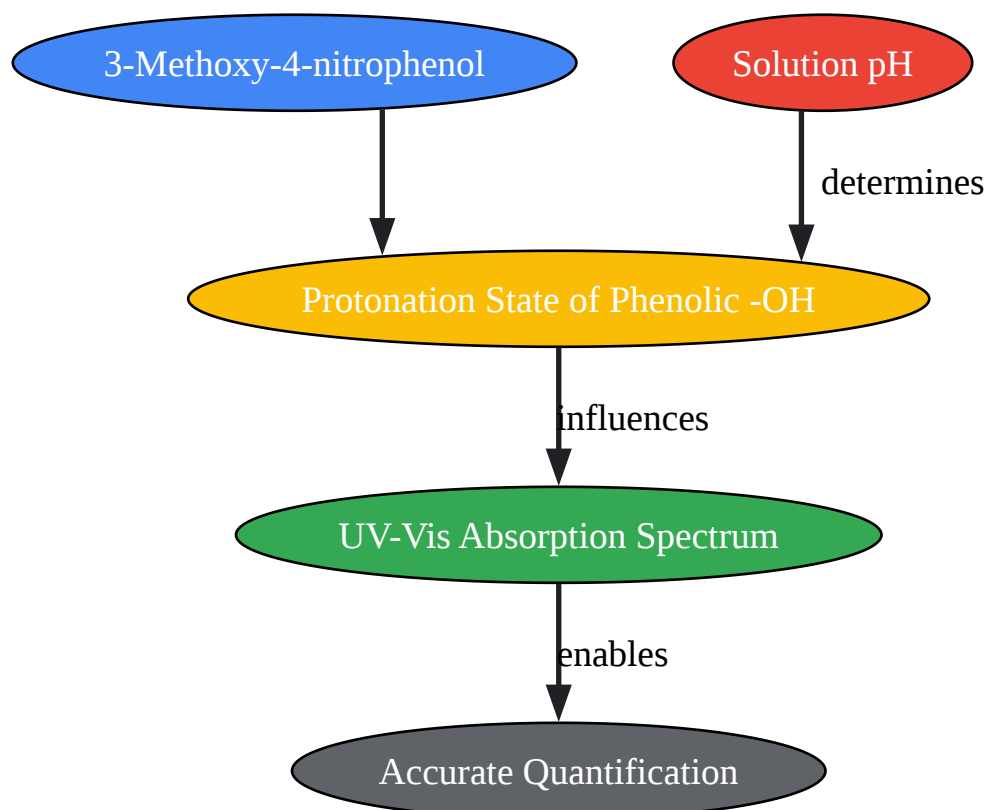 3-Methoxy-4-nitrophenol
Solution pH
determines
Protonation State of Phenolic -OH
influences
UV-Vis Absorption Spectrum
enables
Accurate Quantification